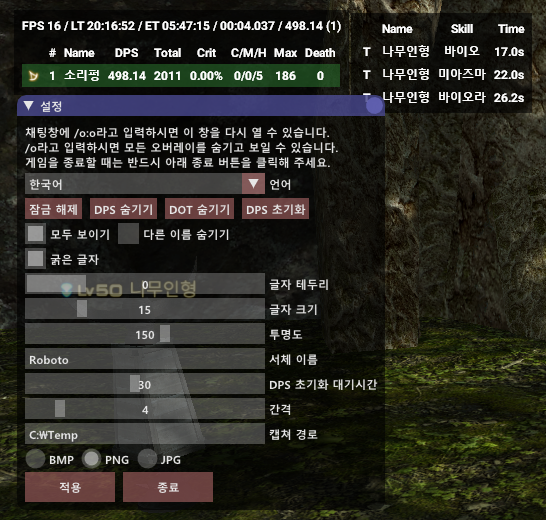 FPS 16 / LT 20:16:52 / ET 05:47:15 / 00:04.037 / 498.14 (1)
# Name DPS Total Crit C/M/H Max Death
1 소리평 498.14 2011 0.00% 0/0/5 186 0
Name Skill Time
T 나무인형 바이오 17.0s
T 나무인형 미아즈마 22.0s
T 나무인형 바이오라 26.2s
▼ 설정
채팅창에 /o:o라고 입력하시면 이 창을 다시 열 수 있습니다.
/o라고 입력하시면 모든 오버레이를 숨기고 보일 수 있습니다.
게임을 종료할 때는 반드시 아래 종료 버튼을 클릭해 주세요.
한국어 ▼ 언어
잠금 해제 DPS 숨기기 DOT 숨기기 DPS 초기화
모두 보이기 다른 이름 숨기기
굵은 글자
0 글자 테두리
Lv50 나무인형
15 글자 크기
150 투명도
Roboto 서체 이름
30 DPS 초기화 대기시간
4 간격
C:₩Temp 캡쳐 경로
BMP PNG JPG
적용 종료